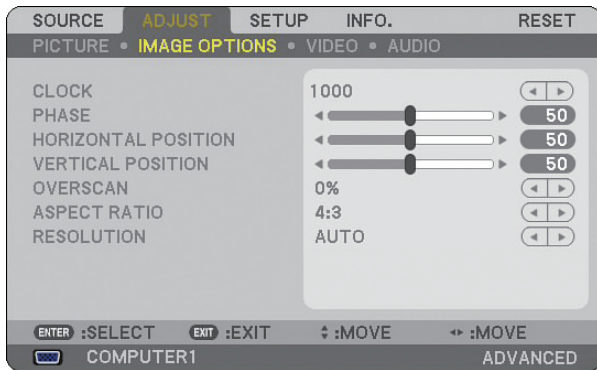 SOURCE ADJUST SETUP INFO. RESET
PICTURE • IMAGE OPTIONS • VIDEO • AUDIO
CLOCK 1000
PHASE 50
HORIZONTAL POSITION 50
VERTICAL POSITION 50
OVERSCAN 0%
ASPECT RATIO 4:3
RESOLUTION AUTO
ENTER :SELECT EXIT :EXIT :MOVE :MOVE
COMPUTER1 ADVANCED